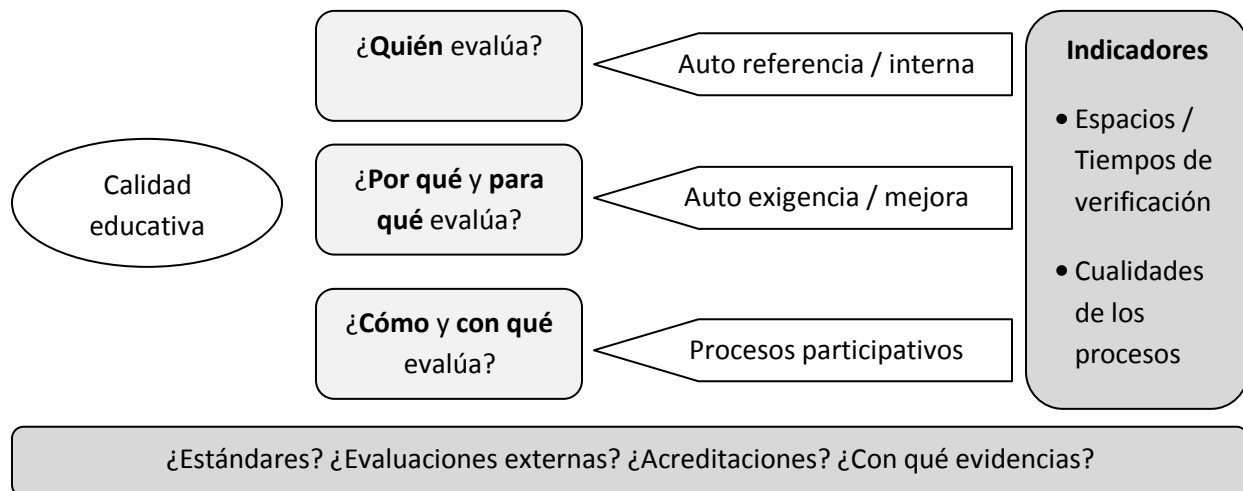 Calidad
educativa
¿Quién evalúa?
Auto referencia / interna
¿Por qué y para
qué evalúa?
Auto exigencia / mejora
¿Cómo y con qué
evalúa?
Procesos participativos
Indicadores
• Espacios /
Tiempos de
verificación
• Cualidades
de los
procesos
¿Estándares? ¿Evaluaciones externas? ¿Acreditaciones? ¿Con qué evidencias?